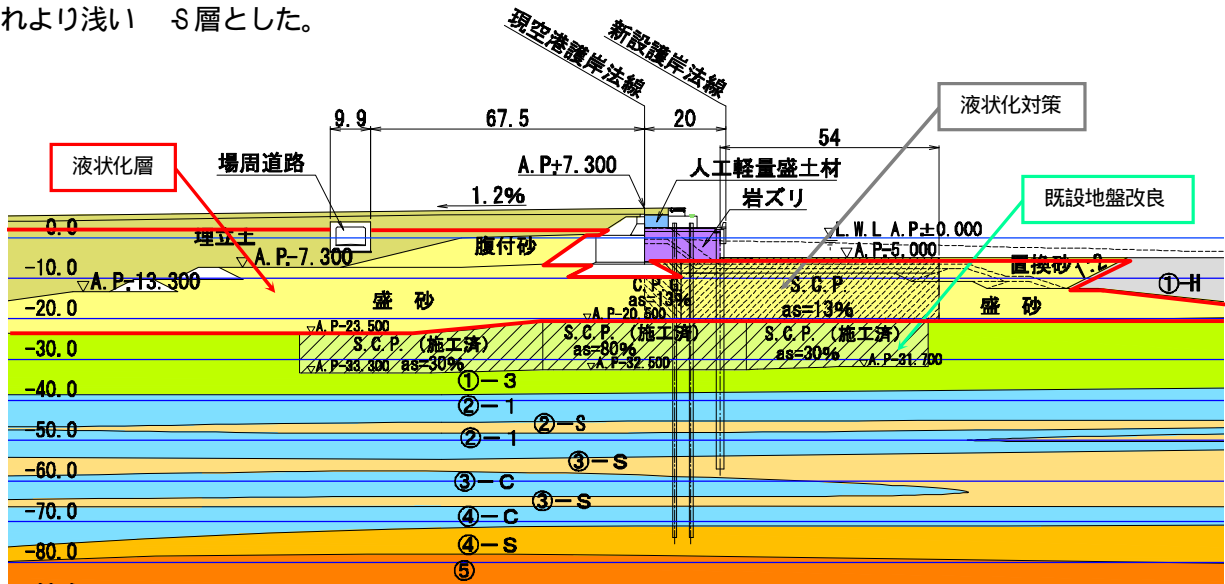 れより浅い -S層とした。
現空港護岸法線
新設護岸法線
液状化対策
9.9
67.5
20
54
液状化層
場周道路
A.P+7.300
人工軽量盛土材
岩ズリ
既設地盤改良
1.2%
0.0
埋立土
腹付砂
L.W.L A.P±0.000
A.P-5.000
A.P-7.300
置換砂
-10.0
A.P-13.300
①-H
盛砂
C.P.G
as=13%
S.C.P
as=13%
盛砂
-20.0
A.P-20.500
A.P-23.500
S.C.P. (施工済)
as=30%
S.C.P. (施工済)
as=80%
S.C.P. (施工済)
as=30%
-30.0
A.P-33.300
A.P-32.500
A.P-31.700
①-3
-40.0
②-1
②-S
-50.0
②-1
③-S
-60.0
③-C
③-S
-70.0
④-C
④-S
-80.0
⑤